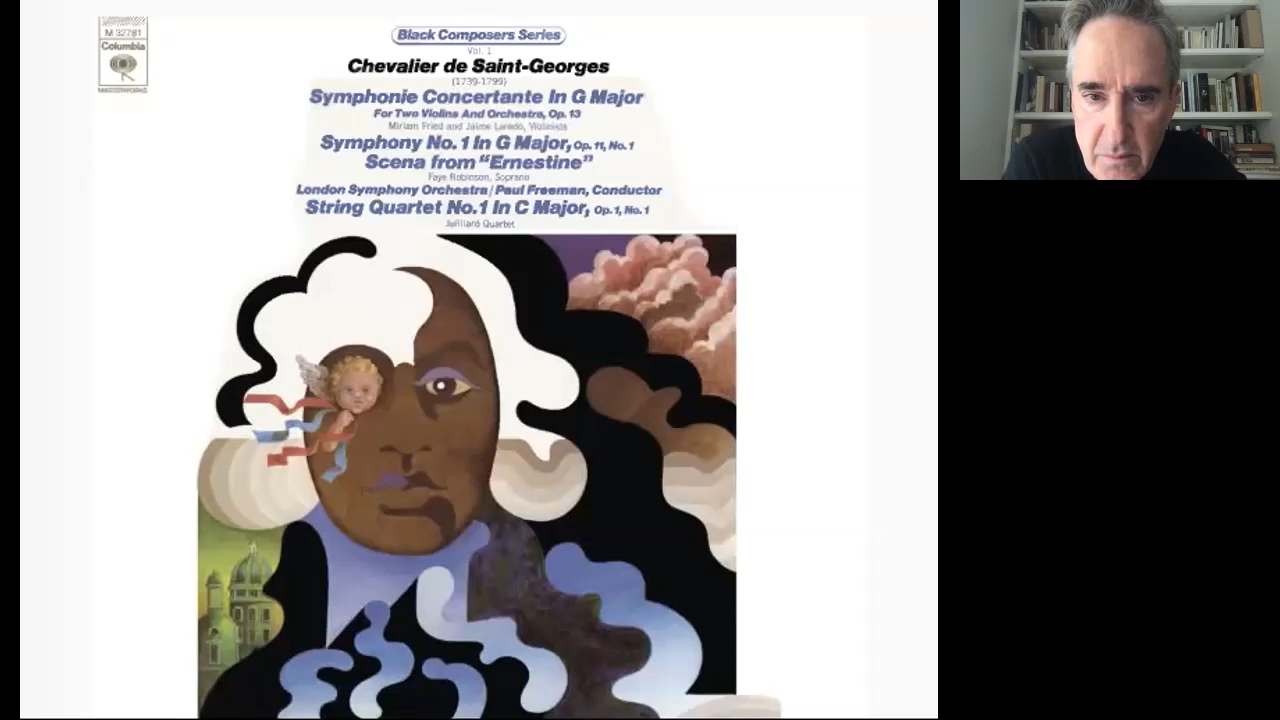 M 32781
Columbia
MASTERWORKS
Black Composers Series
Vol. 1
Chevalier de Saint-Georges
(1739-1799)
Symphonie Concertante In G Major
For Two Violins And Orchestra, Op. 13
Miriam Fried and Jaime Laredo, Violinists
Symphony No. 1 In G Major, Op. 11, No. 1
Scena from "Ernestine"
Faye Robinson, Soprano
London Symphony Orchestra / Paul Freeman, Conductor
String Quartet No. 1 In C Major, Op. 1, No. 1
Juilliard Quartet